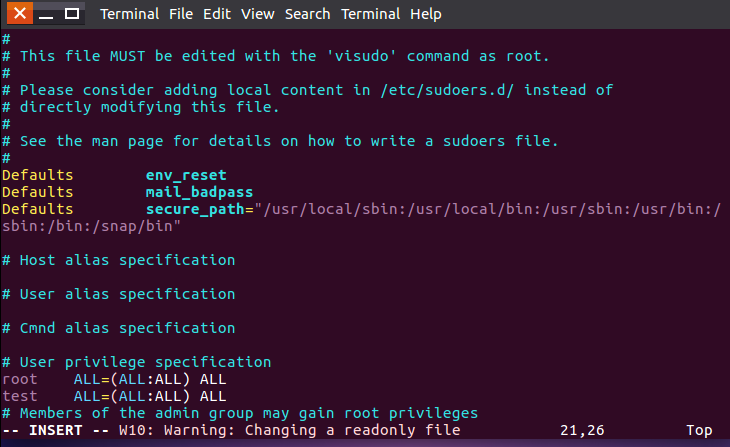 Terminal File Edit View Search Terminal Help
#
# This file MUST be edited with the 'visudo' command as root.
#
# Please consider adding local content in /etc/sudoers.d/ instead of
# directly modifying this file.
#
# See the man page for details on how to write a sudoers file.
#
Defaults        env_reset
Defaults        mail_badpass
Defaults        secure_path="/usr/local/sbin:/usr/local/bin:/usr/sbin:/usr/bin:/
sbin:/bin:/snap/bin"
# Host alias specification
# User alias specification
# Cmnd alias specification
# User privilege specification
root    ALL=(ALL:ALL) ALL
test    ALL=(ALL:ALL) ALL
# Members of the admin group may gain root privileges
-- INSERT -- W10: Warning: Changing a readonly file           21,26         Top